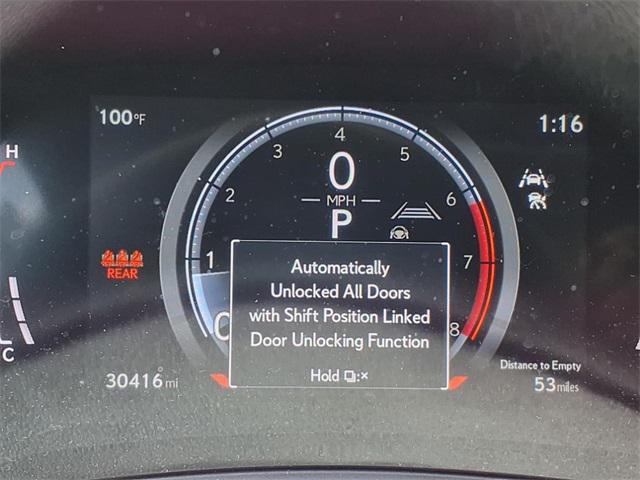 100°F
1:16
H
4
3
5
0
2
6
MPH
P
REAR
1
7
Automatically
Unlocked All Doors
with Shift Position Linked
Door Unlocking Function
Hold
0
8
C
30416 mi
Distance to Empty
53 miles